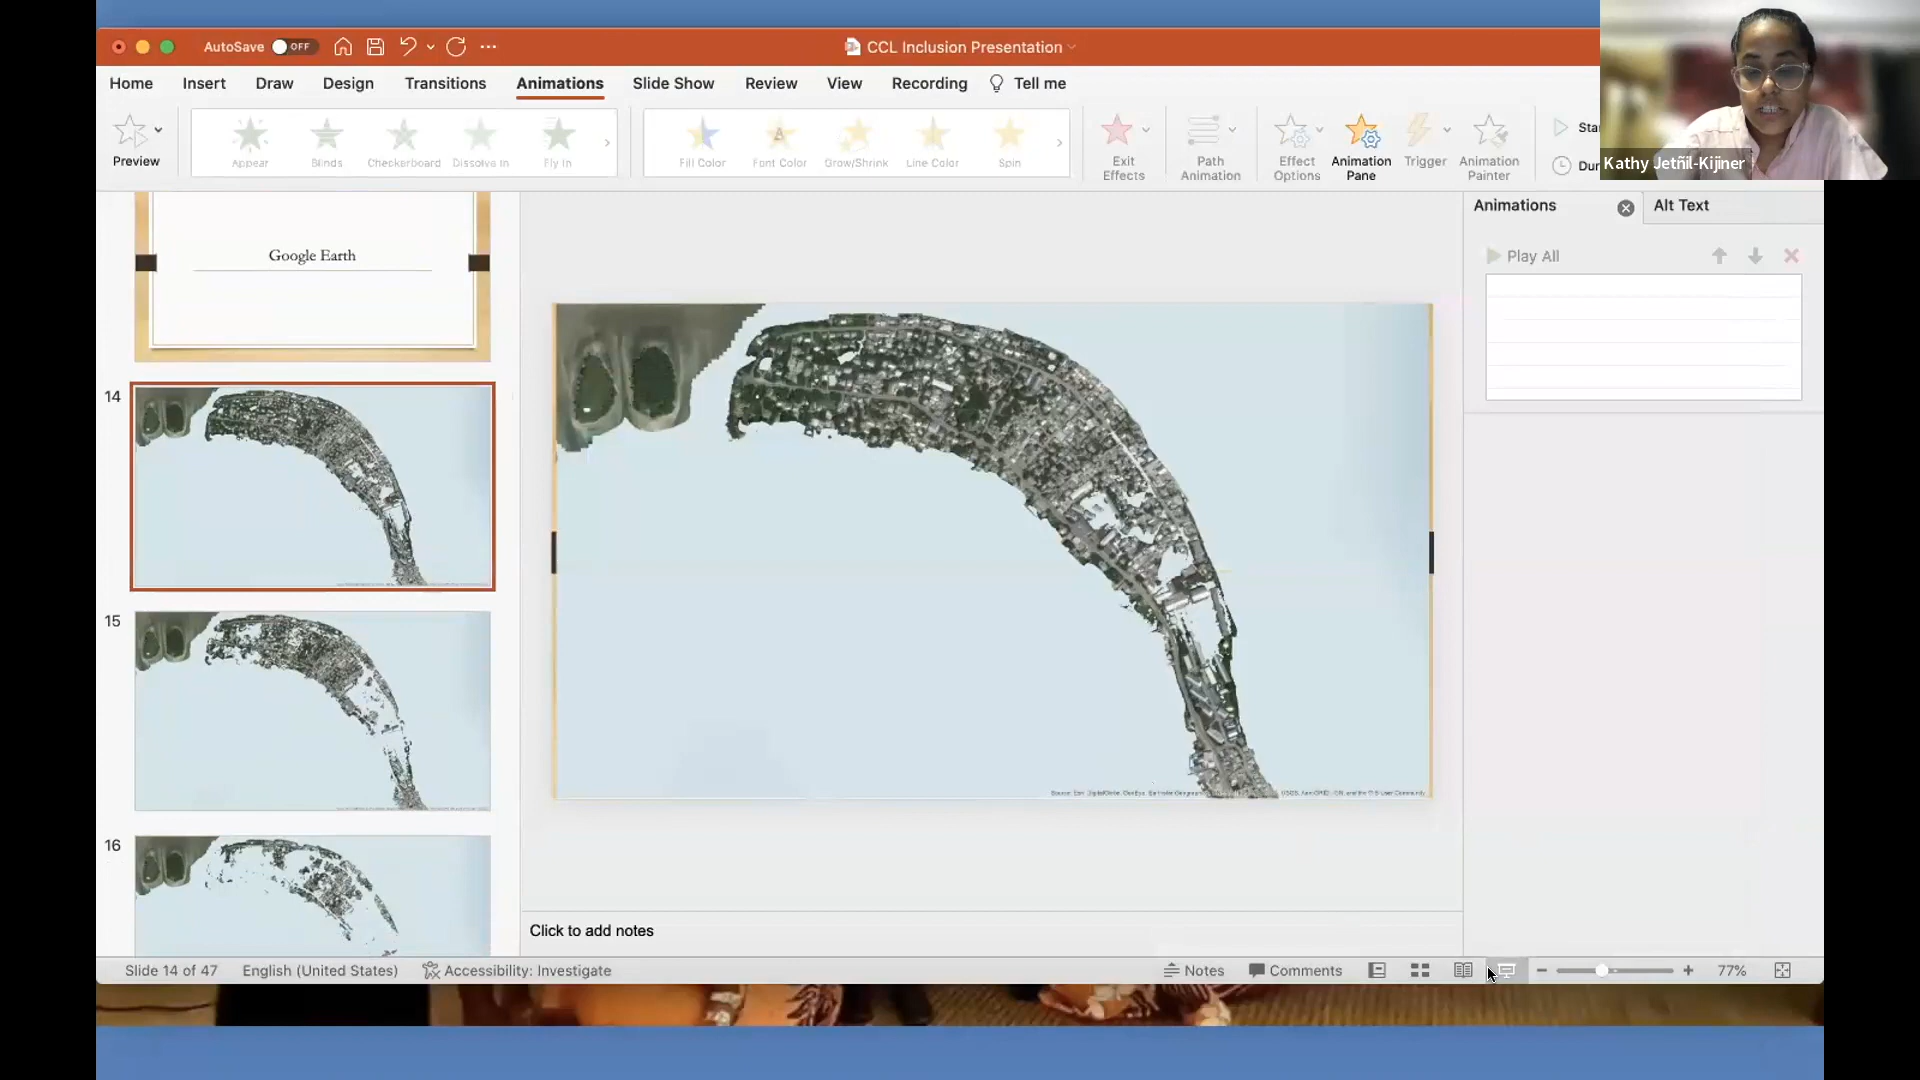 AutoSave OFF
CCL Inclusion Presentation
Home Insert Draw Design Transitions Animations Slide Show Review View Recording Tell me
Preview
Appear Blinds Checkerboard Dissolve In Fly In
Fill Color Font Color Grow/Shrink Line Color Spin
Exit Effects
Path Animation
Effect Options
Animation Pane
Trigger
Animation Painter
Kathy Jetñil-Kijiner
Animations
Alt Text
Play All
Google Earth
14
15
16
Click to add notes
Slide 14 of 47 English (United States) Accessibility: Investigate Notes Comments 77%